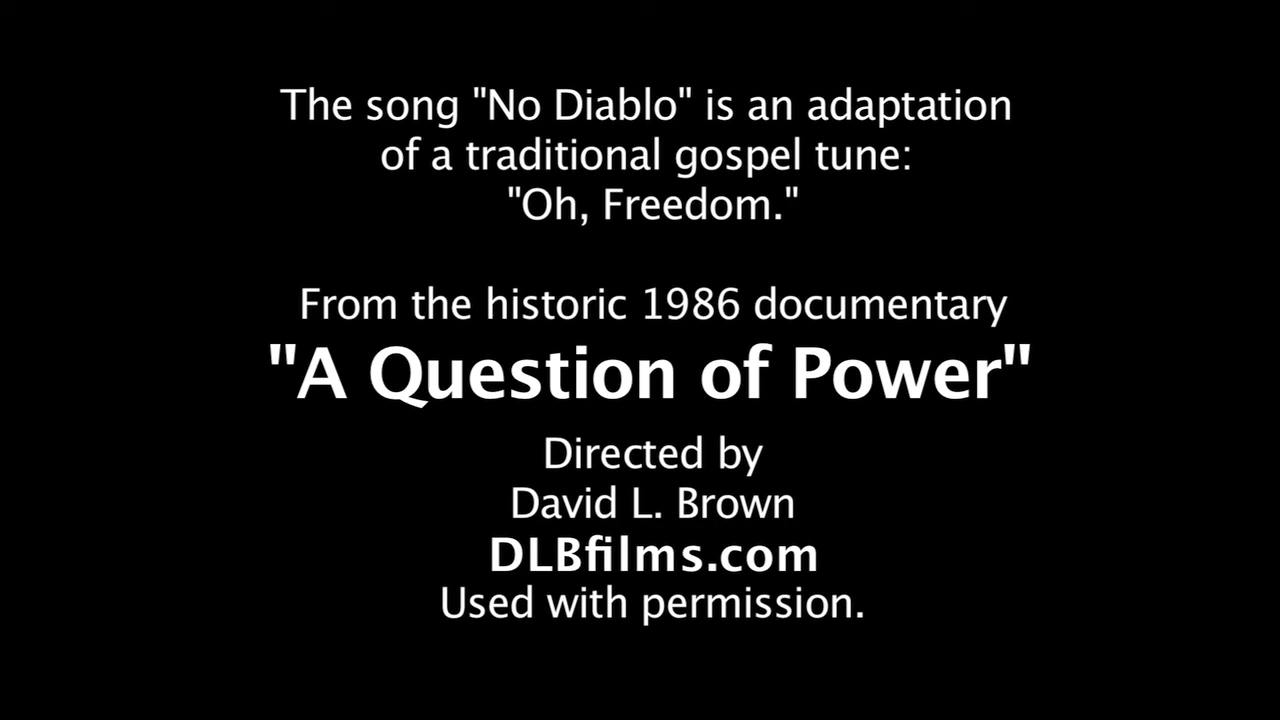 The song "No Diablo" is an adaptation
of a traditional gospel tune:
"Oh, Freedom."
From the historic 1986 documentary
"A Question of Power"
Directed by
David L. Brown
DLBfilms.com
Used with permission.